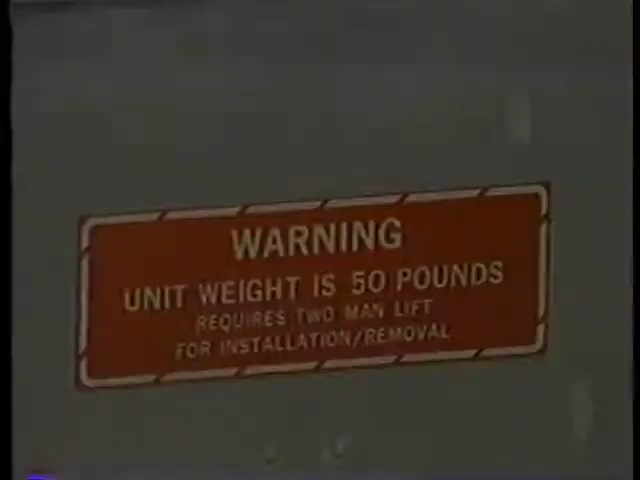 WARNING
UNIT WEIGHT IS 50 POUNDS
REQUIRES TWO MAN LIFT
FOR INSTALLATION/REMOVAL